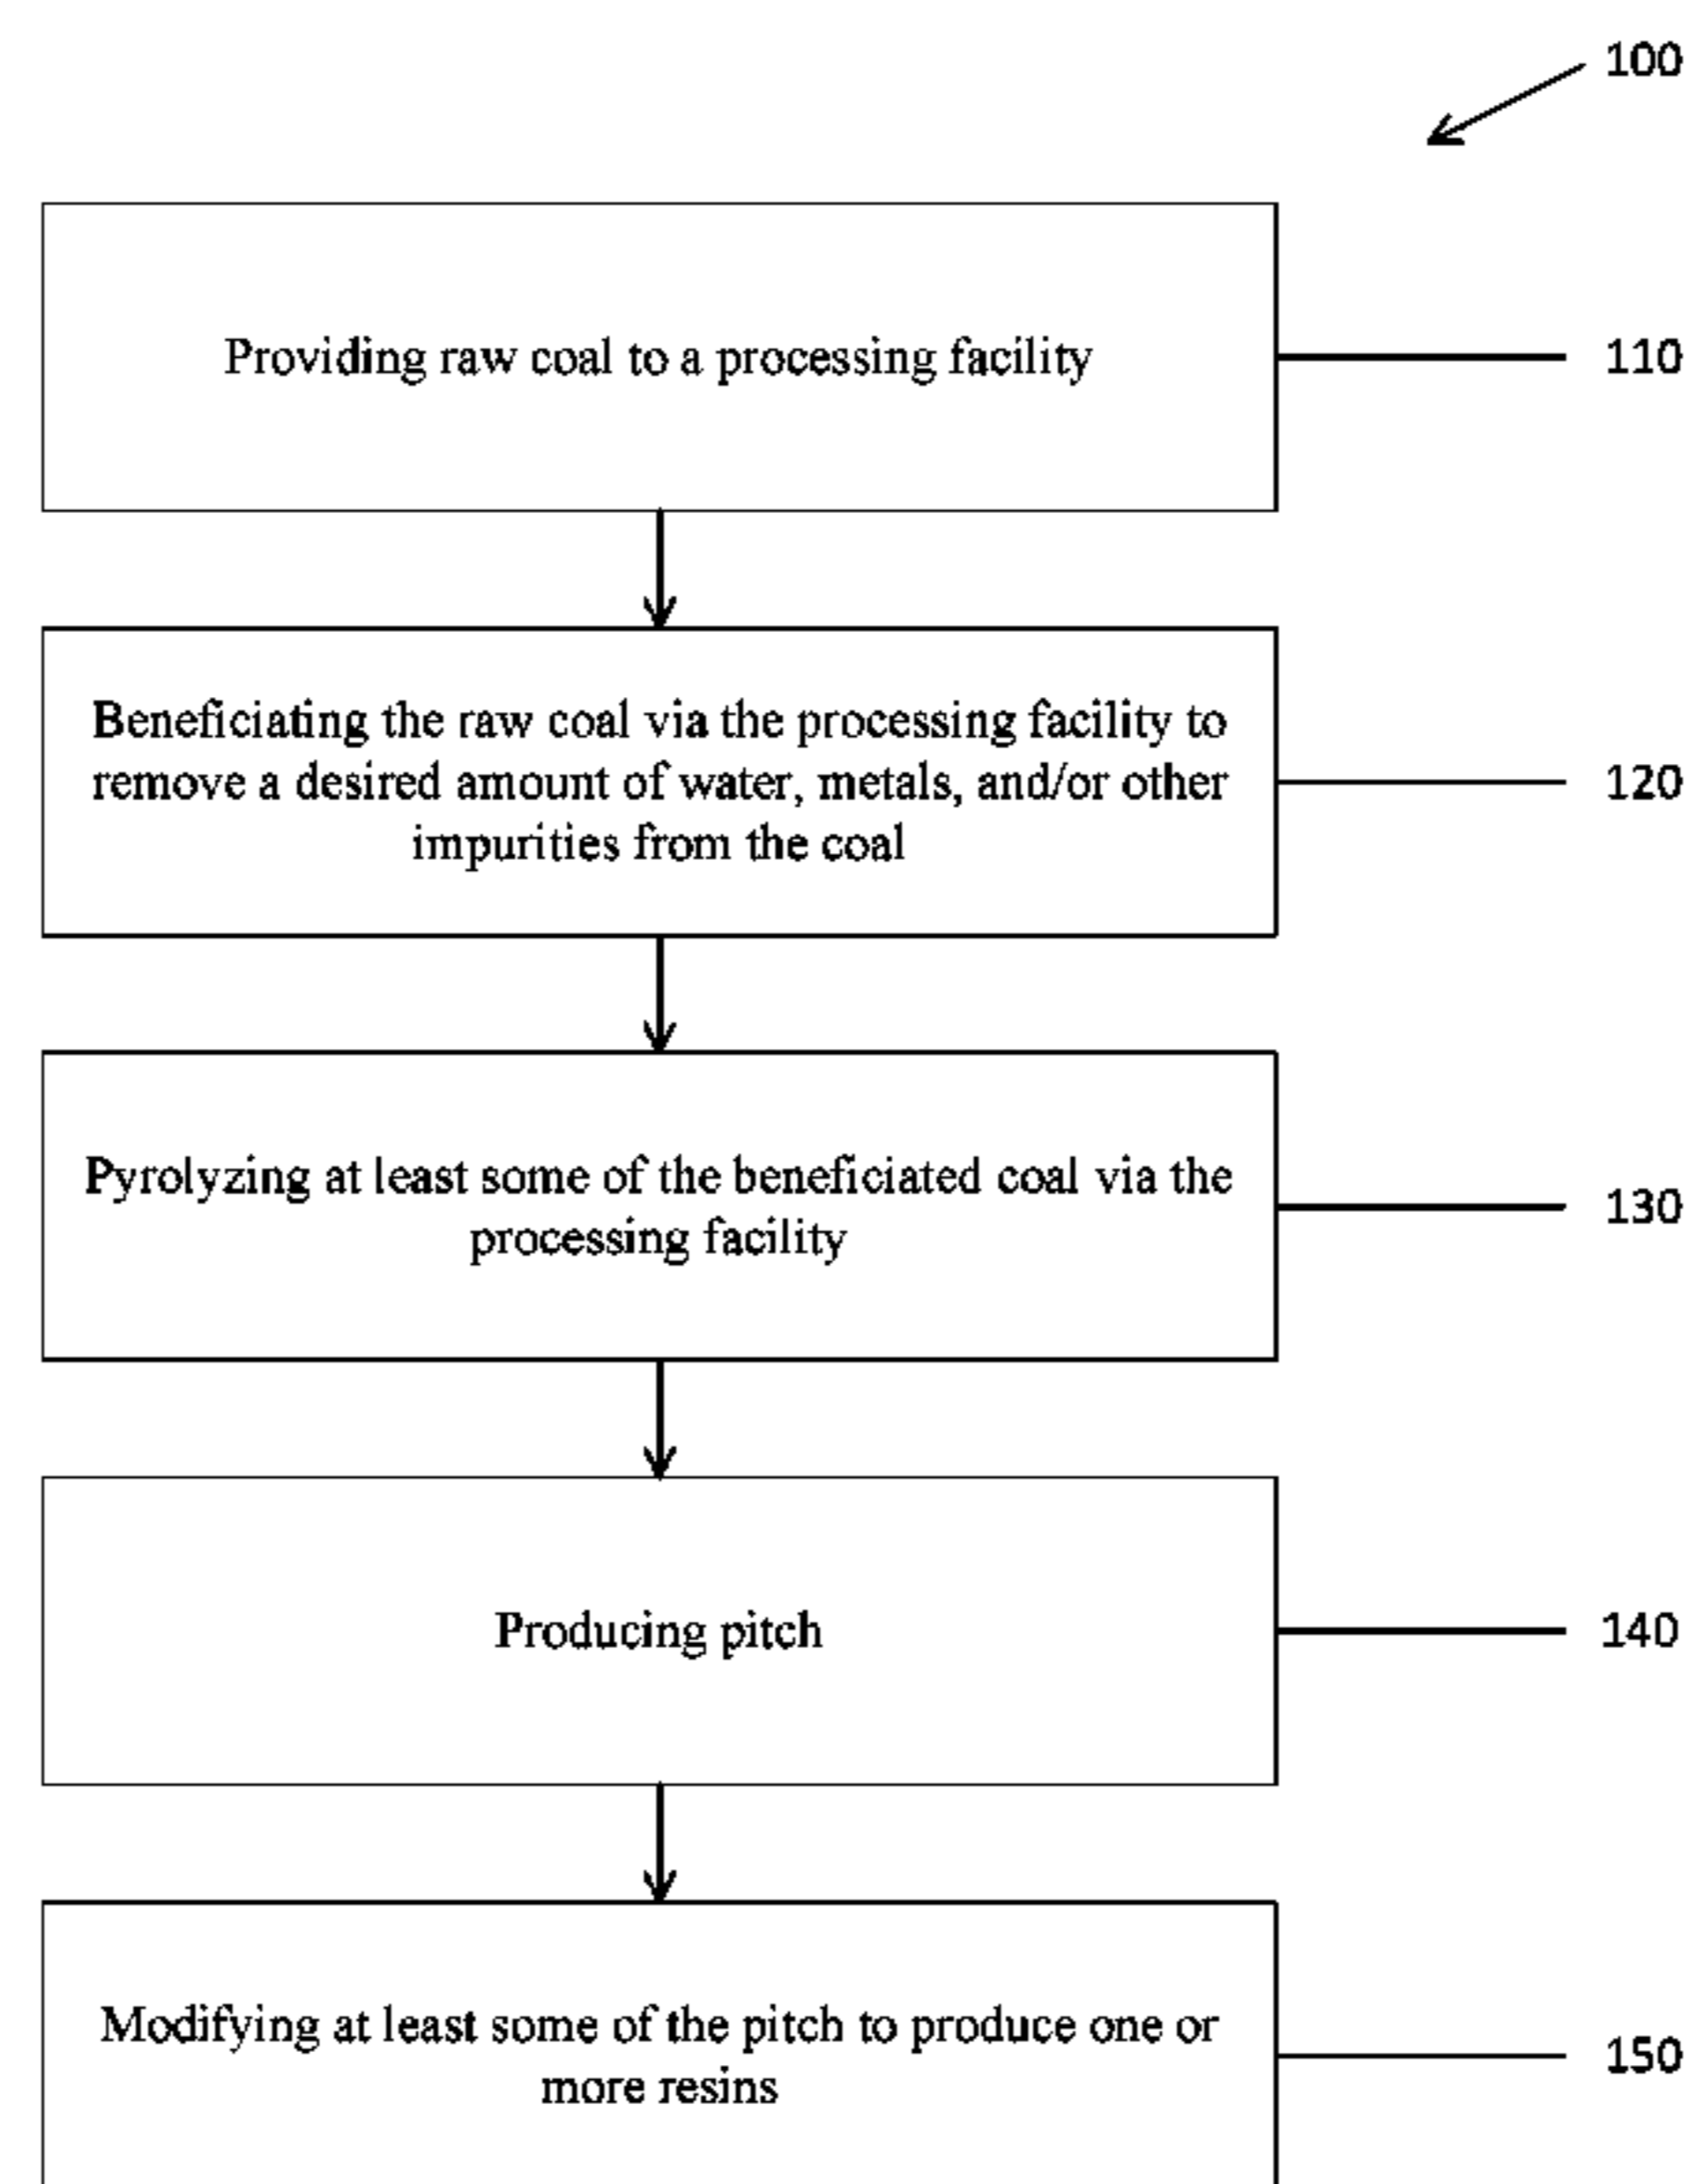 100
Providing raw coal to a processing facility
110
Beneficiating the raw coal via the processing facility to
remove a desired amount of water, metals, and/or other
120
impurities from the coal
Pyrolyzing at least some of the beneficiated coal via the
130
processing facility
Producing pitch
140
Modifying at least some of the pitch to produce one or
150
more resins